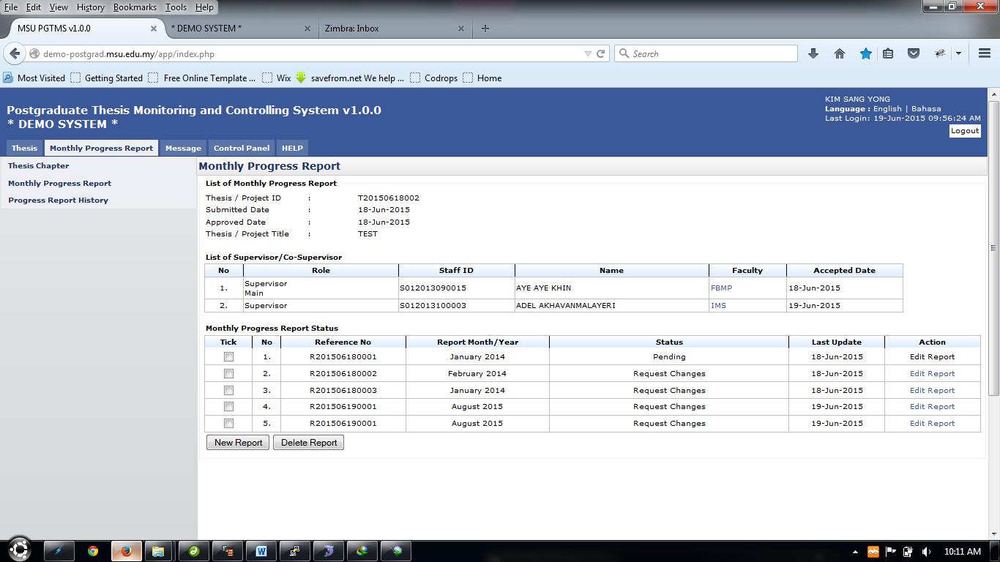 File Edit View History Bookmarks Tools Help
MSU PGTMS v1.0.0 * DEMO SYSTEM * Zimbra: Inbox
demo-postgrad.msu.edu.my/app/index.php Search
Most Visited Getting Started Free Online Template ... Wix savefrom.net We help ... Codrops Home
KIM SANG YONG
Language : English | Bahasa
Last Login: 19-Jun-2015 09:56:24 AM
Logout
Postgraduate Thesis Monitoring and Controlling System v1.0.0
* DEMO SYSTEM *
Thesis Monthly Progress Report Message Control Panel HELP
Thesis Chapter
Monthly Progress Report
Progress Report History
Monthly Progress Report
List of Monthly Progress Report
Thesis / Project ID : T20150618002
Submitted Date : 18-Jun-2015
Approved Date : 18-Jun-2015
Thesis / Project Title : TEST
List of Supervisor/Co-Supervisor
No Role Staff ID Name Faculty Accepted Date
1. Supervisor Main S012013090015 AYE AYE KHIN FBMP 18-Jun-2015
2. Supervisor S012013100003 ADEL AKHAVANMALAYERI IMS 19-Jun-2015
Monthly Progress Report Status
Tick No Reference No Report Month/Year Status Last Update Action
1. R201506180001 January 2014 Pending 18-Jun-2015 Edit Report
2. R201506180002 February 2014 Request Changes 18-Jun-2015 Edit Report
3. R201506180003 January 2014 Request Changes 18-Jun-2015 Edit Report
4. R201506190001 August 2015 Request Changes 19-Jun-2015 Edit Report
5. R201506190001 August 2015 Request Changes 19-Jun-2015 Edit Report
New Report Delete Report
10:11 AM